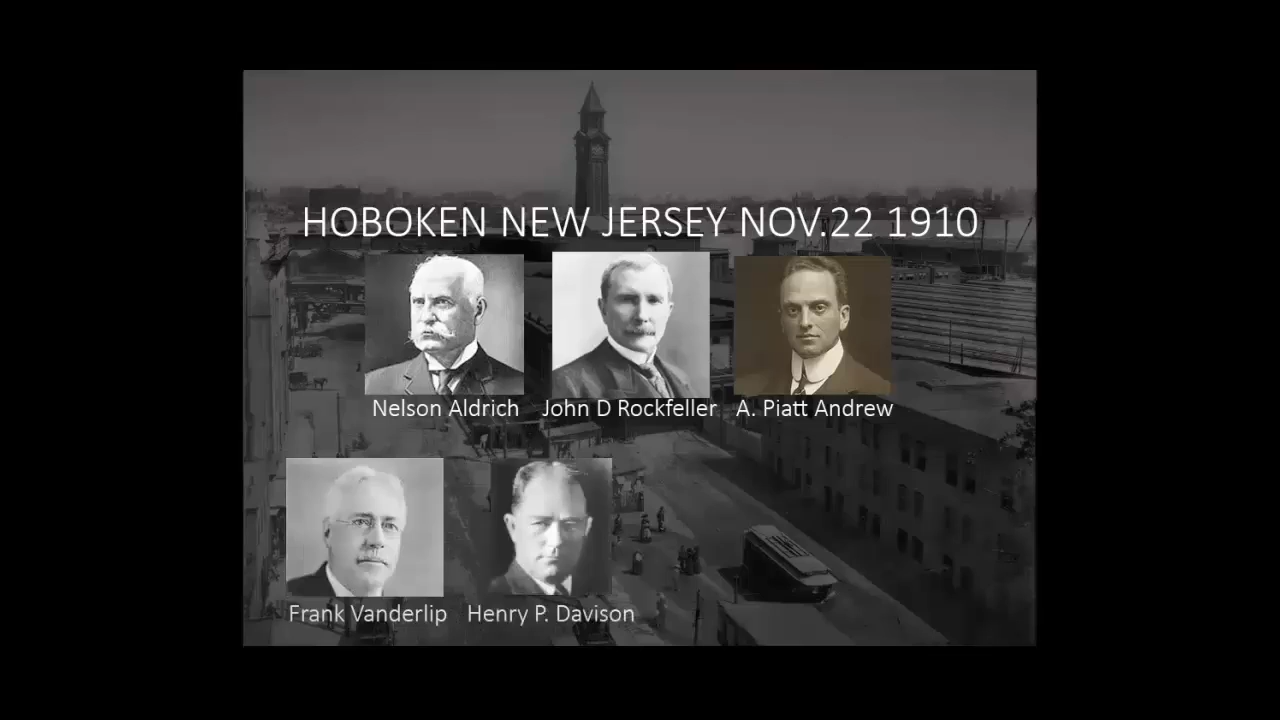 HOBOKEN NEW JERSEY NOV.22 1910
Nelson Aldrich
John D Rockfeller
A. Piatt Andrew
Frank Vanderlip
Henry P. Davison